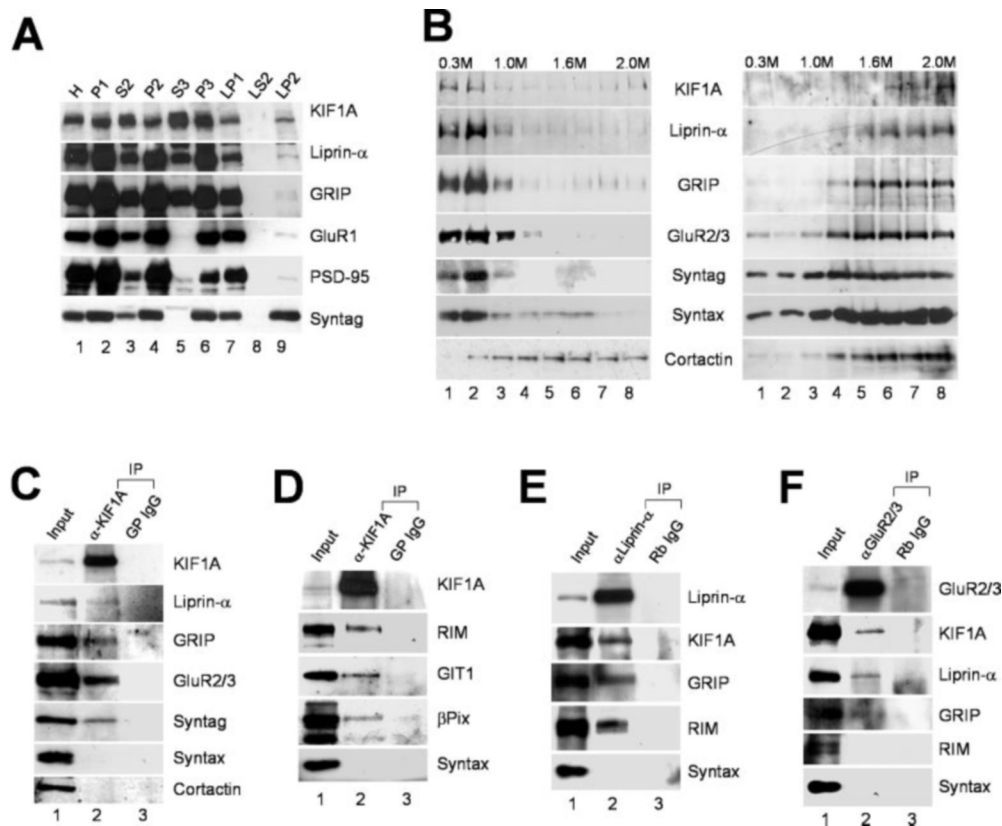 A
H P1 S2 P2 S3 P3 LP1 LS2 LP2
KIF1A
Liprin-α
GRIP
GluR1
PSD-95
Syntag
1 2 3 4 5 6 7 8 9
B
0.3M 1.0M 1.6M 2.0M
0.3M 1.0M 1.6M 2.0M
KIF1A
Liprin-α
GRIP
GluR2/3
Syntag
Syntax
Cortactin
1 2 3 4 5 6 7 8
1 2 3 4 5 6 7 8
C
IP
Input α-KIF1A GP IgG
KIF1A
Liprin-α
GRIP
GluR2/3
Syntag
Syntax
Cortactin
1 2 3
D
IP
Input α-KIF1A GP IgG
KIF1A
RIM
GIT1
βPix
Syntax
1 2 3
E
IP
Input αLiprin-α Rb IgG
Liprin-α
KIF1A
GRIP
RIM
Syntax
1 2 3
F
IP
Input αGluR2/3 Rb IgG
GluR2/3
KIF1A
Liprin-α
GRIP
RIM
Syntax
1 2 3